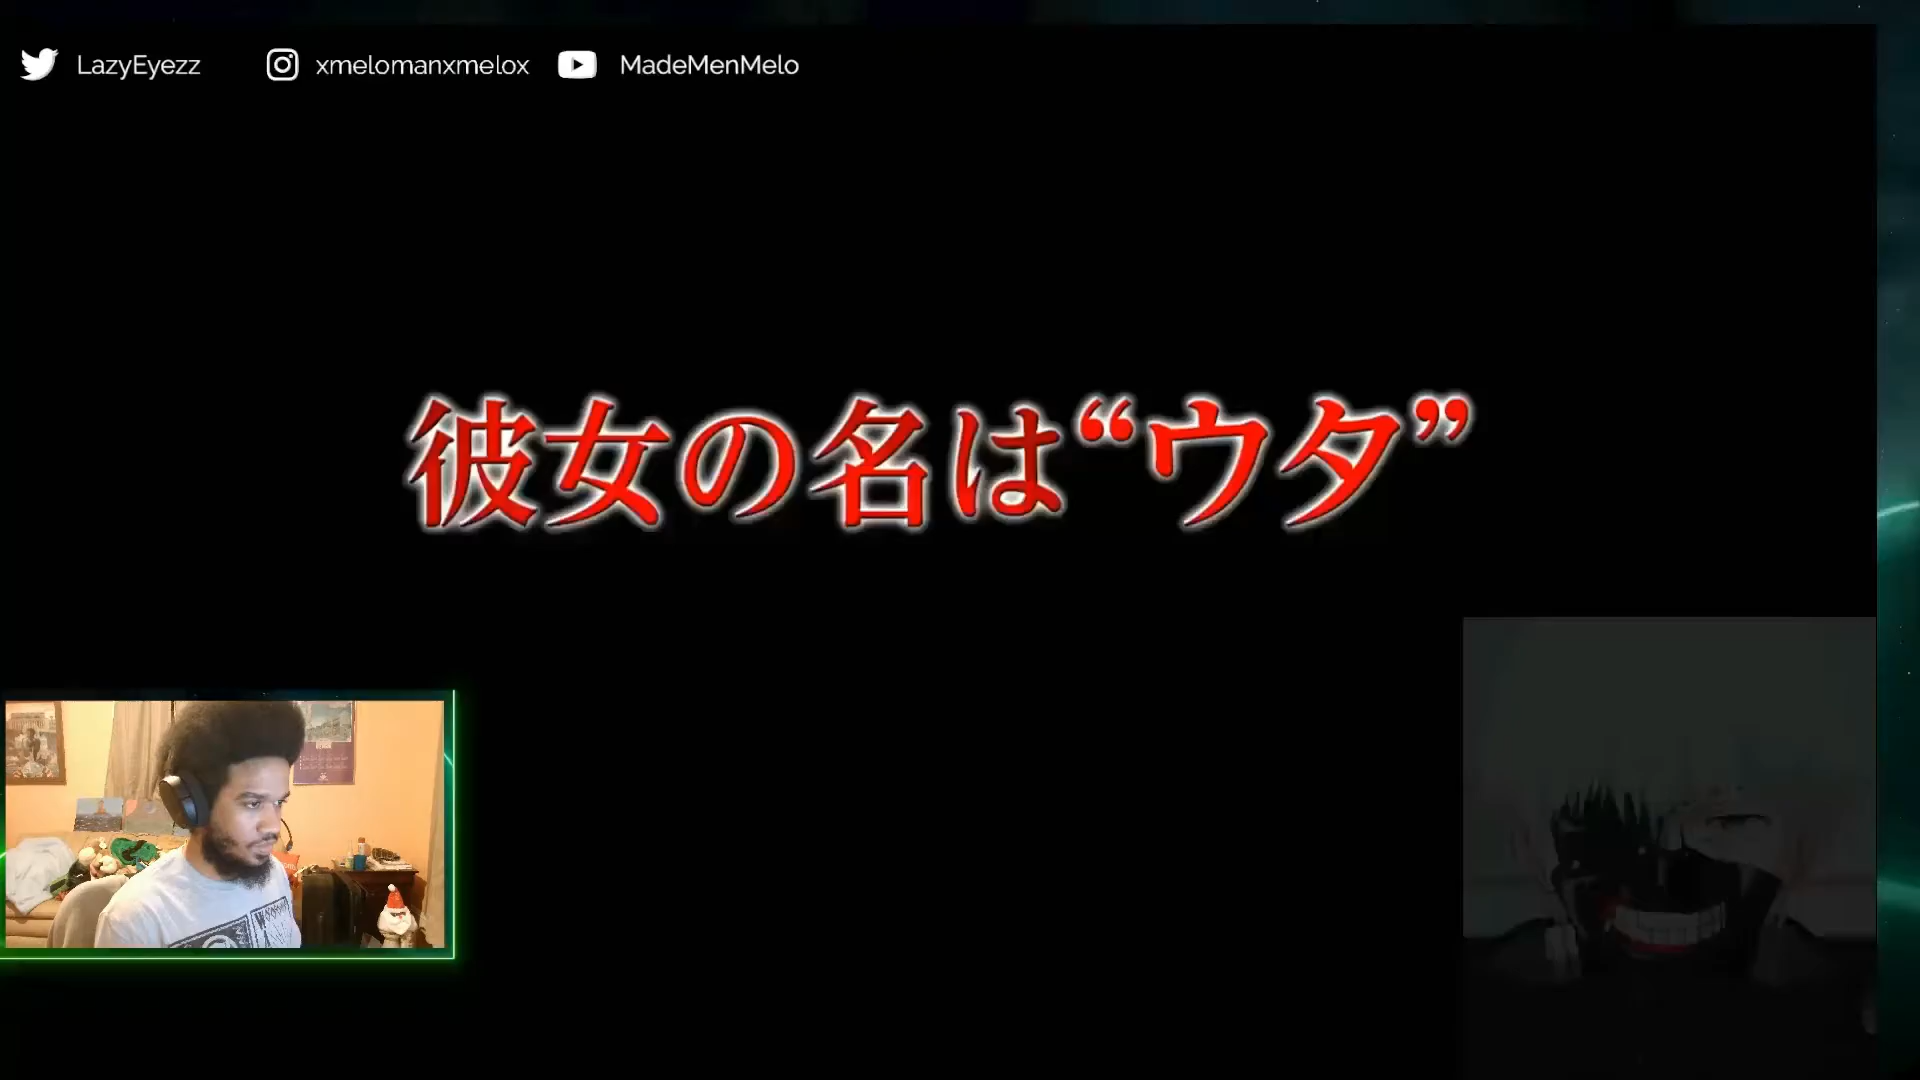 LazyEyezz xmelomanxmelox MadeMenMelo
彼女の名は“ウタ”